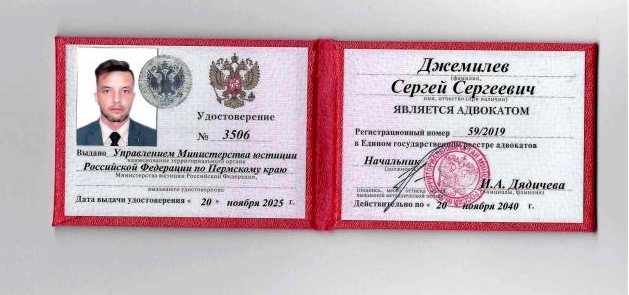 Удостоверение
№ 3506
Выдано Управлением Министерства юстиции
наименование территориального органа
Российской Федерации по Пермскому краю
Министерства юстиции Российской Федерации,
выдавшего удостоверение
Дата выдачи удостоверения « 20 » ноября 2025 г.
Джемилев
(фамилия,
Сергей Сергеевич
имя, отчество (при наличии)
ЯВЛЯЕТСЯ АДВОКАТОМ
Регистрационный номер 59/2019
в Едином государственном реестре адвокатов
Начальник
(должность)
И.А. Дядичева
Действительно по « 20 ноября 2040 г.